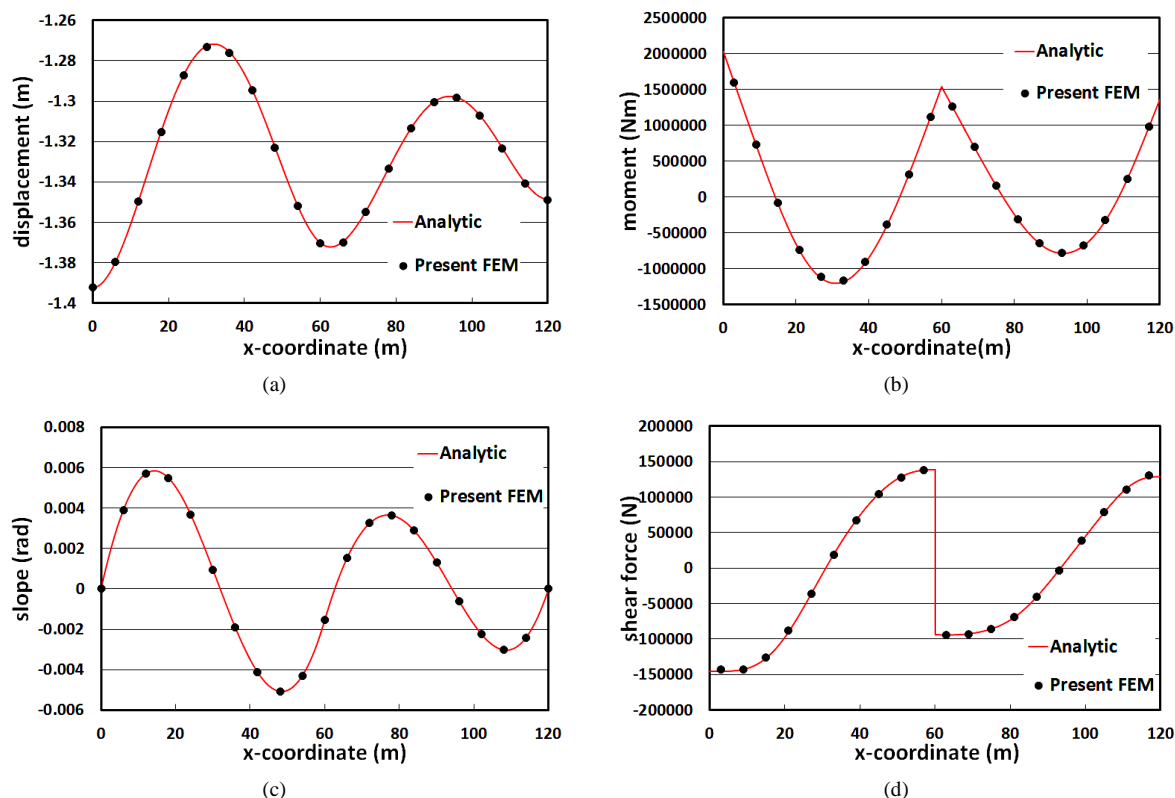 -1.26
-1.28
-1.3
-1.32
-1.34
-1.36
-1.38
-1.4
displacement (m)
Analytic
Present FEM
0 20 40 60 80 100 120
x-coordinate (m)
(a)
2500000
2000000
1500000
1000000
500000
0
-500000
-1000000
-1500000
moment (Nm)
Analytic
Present FEM
0 20 40 60 80 100 120
x-coordinate(m)
(b)
0.008
0.006
0.004
0.002
0
-0.002
-0.004
-0.006
slope (rad)
Analytic
Present FEM
0 20 40 60 80 100 120
x-coordinate (m)
(c)
200000
150000
100000
50000
0
-50000
-100000
-150000
-200000
shear force (N)
Analytic
Present FEM
0 20 40 60 80 100 120
x-coordinate (m)
(d)